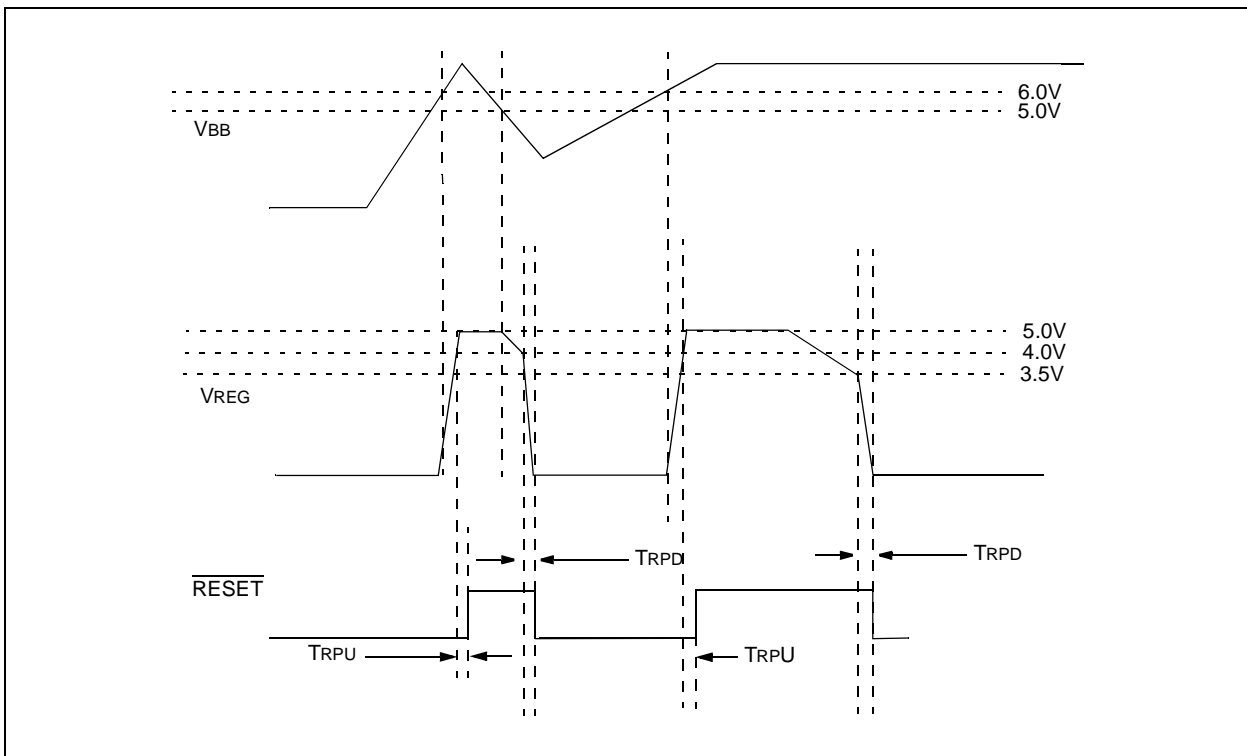 6.0V
5.0V
VBB
5.0V
4.0V
3.5V
VREG
TRPD
TRPD
RESET
TRPU
TRPU